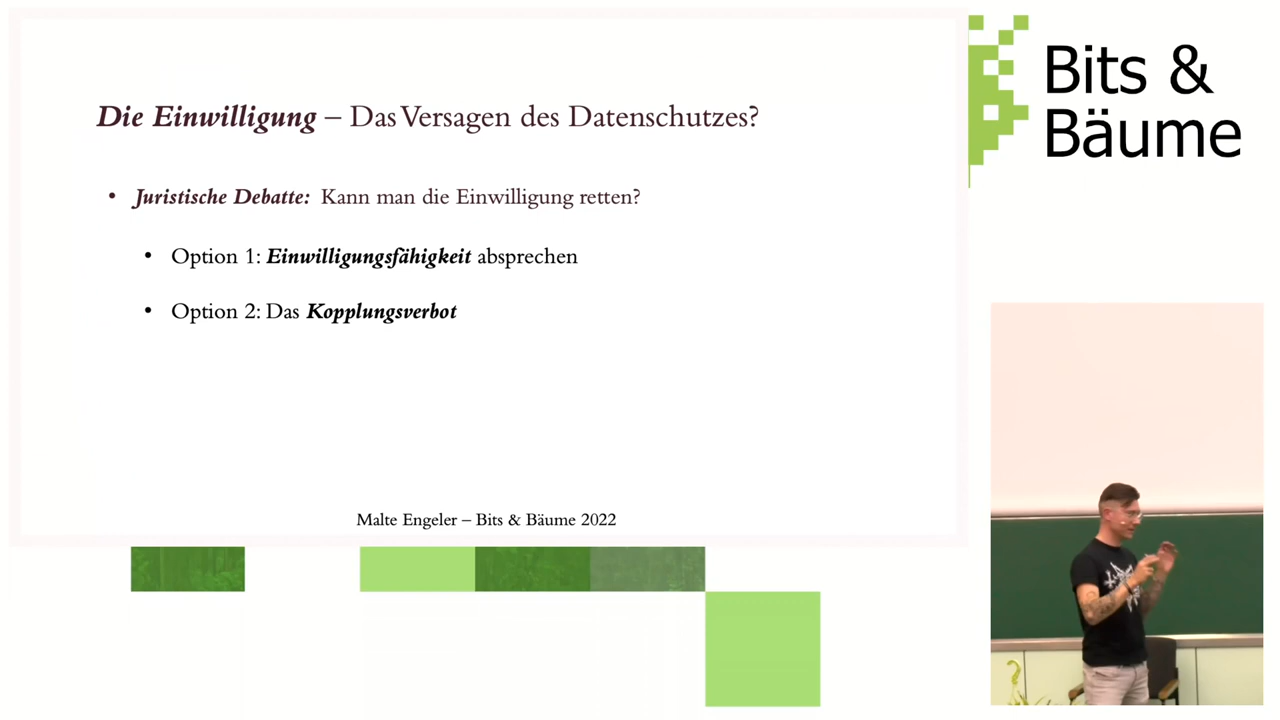 Die Einwilligung – Das Versagen des Datenschutzes?
• Juristische Debatte: Kann man die Einwilligung retten?
• Option 1: Einwilligungsfähigkeit absprechen
• Option 2: Das Kopplungsverbot
Malte Engeler – Bits & Bäume 2022
Bits &
Bäume